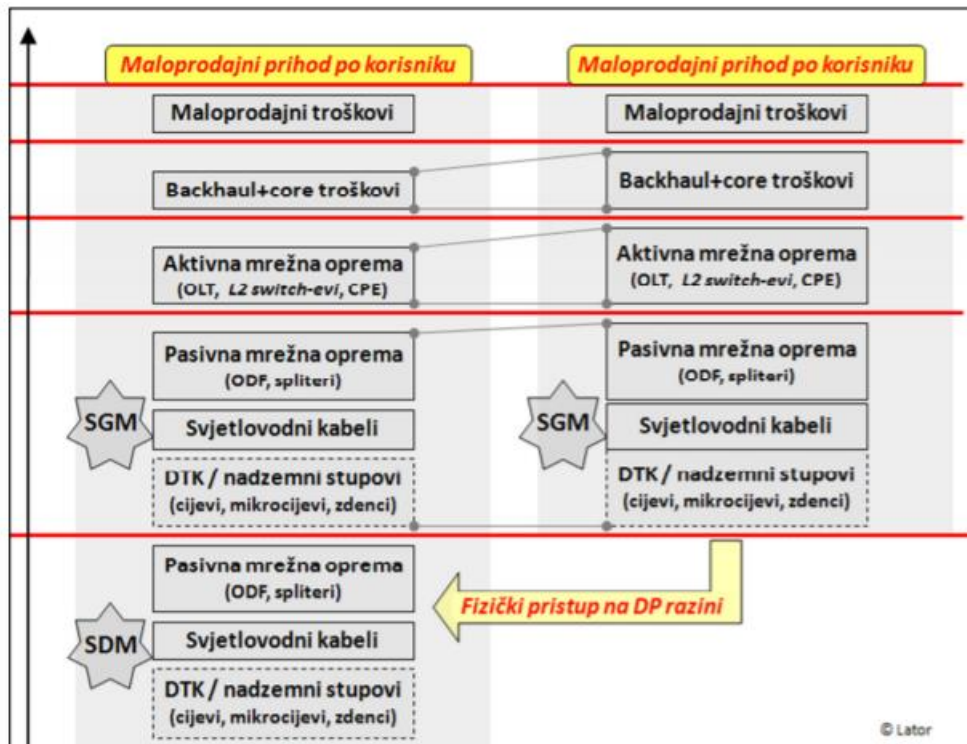 Maloprodajni prihod po korisniku
Maloprodajni prihod po korisniku
Maloprodajni troškovi
Maloprodajni troškovi
Backhaul+core troškovi
Backhaul+core troškovi
Aktivna mrežna oprema
(OLT, L2 switch-evi, CPE)
Aktivna mrežna oprema
(OLT, L2 switch-evi, CPE)
Pasivna mrežna oprema
(ODF, spliteri)
SGM
Svjetlovodni kabeli
DTK / nadzemni stupovi
(cijevi, mikrocijevi, zdenci)
Pasivna mrežna oprema
(ODF, spliteri)
SGM
Svjetlovodni kabeli
DTK / nadzemni stupovi
(cijevi, mikrocijevi, zdenci)
Pasivna mrežna oprema
(ODF, spliteri)
SDM
Svjetlovodni kabeli
DTK / nadzemni stupovi
(cijevi, mikrocijevi, zdenci)
Fizički pristup na DP razini
© Lator